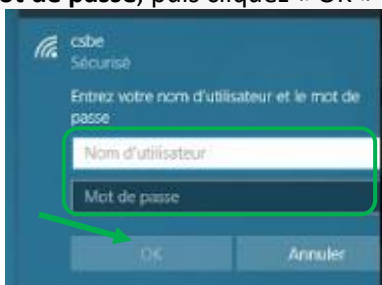 ot de passe, puis cliquez « OK »
csbe
Sécurisé
Entrez votre nom d'utilisateur et le mot de
passe
Nom d'utilisateur
Mot de passe
OK
Annuler